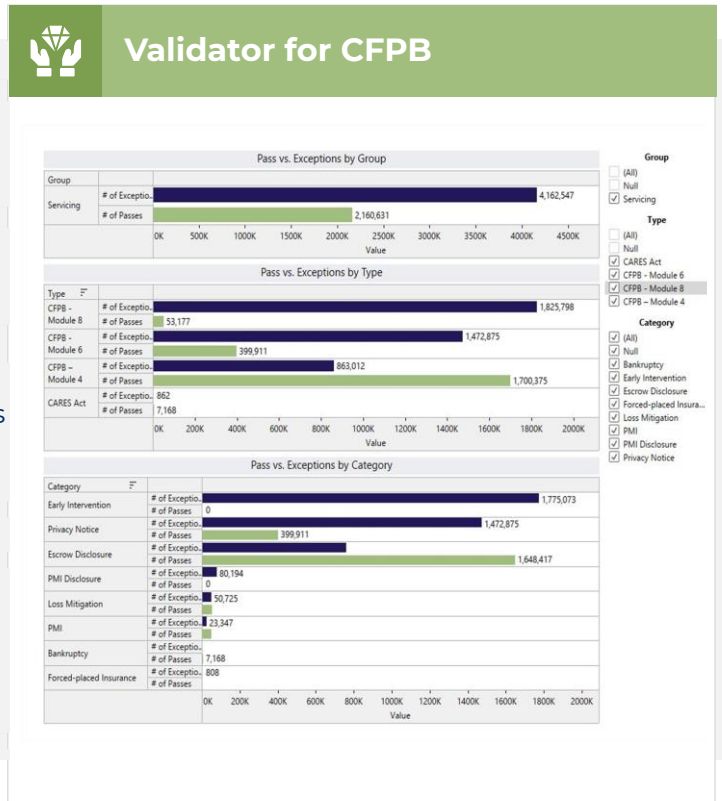 Validator for CFPB
Pass vs. Exceptions by Group
Group
Servicing
# of Exceptio..
4,162,547
# of Passes
2,160,631
0K 500K 1000K 1500K 2000K 2500K 3000K 3500K 4000K 4500K
Value
Pass vs. Exceptions by Type
Type
CFPB -
Module 8
# of Exceptio..
1,825,798
# of Passes
53,177
CFPB -
Module 6
# of Exceptio..
1,472,875
# of Passes
399,911
CFPB –
Module 4
# of Exceptio..
863,012
# of Passes
1,700,375
CARES Act
# of Exceptio..
862
# of Passes
7,168
0K 200K 400K 600K 800K 1000K 1200K 1400K 1600K 1800K 2000K
Value
Pass vs. Exceptions by Category
Category
Early Intervention
# of Exceptio..
1,775,073
# of Passes
0
Privacy Notice
# of Exceptio..
1,472,875
# of Passes
399,911
Escrow Disclosure
# of Exceptio..
# of Passes
1,648,417
PMI Disclosure
# of Exceptio..
80,194
# of Passes
0
Loss Mitigation
# of Exceptio..
50,725
# of Passes
PMI
# of Exceptio..
23,347
# of Passes
Bankruptcy
# of Exceptio..
# of Passes
7,168
Forced-placed Insurance
# of Exceptio..
808
# of Passes
0K 200K 400K 600K 800K 1000K 1200K 1400K 1600K 1800K 2000K
Value
Group
(All)
Null
Servicing
Type
(All)
Null
CARES Act
CFPB - Module 6
CFPB - Module 8
CFPB – Module 4
Category
(All)
Null
Bankruptcy
Early Intervention
Escrow Disclosure
Forced-placed Insura...
Loss Mitigation
PMI
PMI Disclosure
Privacy Notice
s